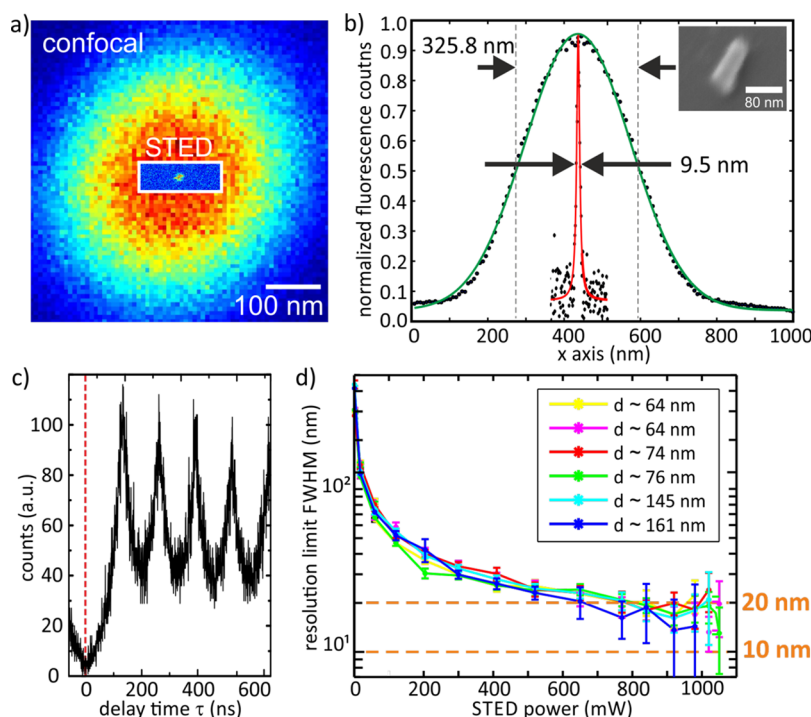 a)
confocal
STED
100 nm
b)
normalized fluorescence coutns
1.0
0.9
0.8
0.7
0.6
0.5
0.4
0.3
0.2
0.1
0.0
325.8 nm
9.5 nm
80 nm
0 200 400 600 800 1000
x axis (nm)
c)
counts (a.u.)
100
80
60
40
20
0
0 200 400 600
delay time τ (ns)
d)
resolution limit FWHM (nm)
10²
10¹
d ~ 64 nm
d ~ 64 nm
d ~ 74 nm
d ~ 76 nm
d ~ 145 nm
d ~ 161 nm
20 nm
10 nm
0 200 400 600 800 1000
STED power (mW)